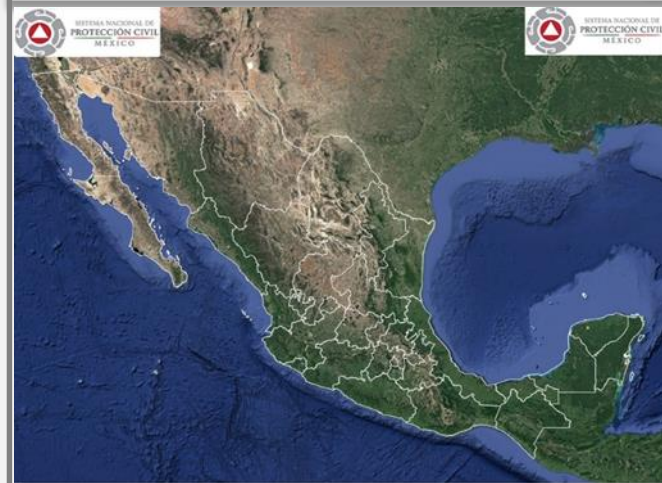 SISTEMA NACIONAL DE
PROTECCIÓN CIVIL
MÉXICO
SISTEMA NACIONAL DE
PROTECCIÓN CIVIL
MÉXICO